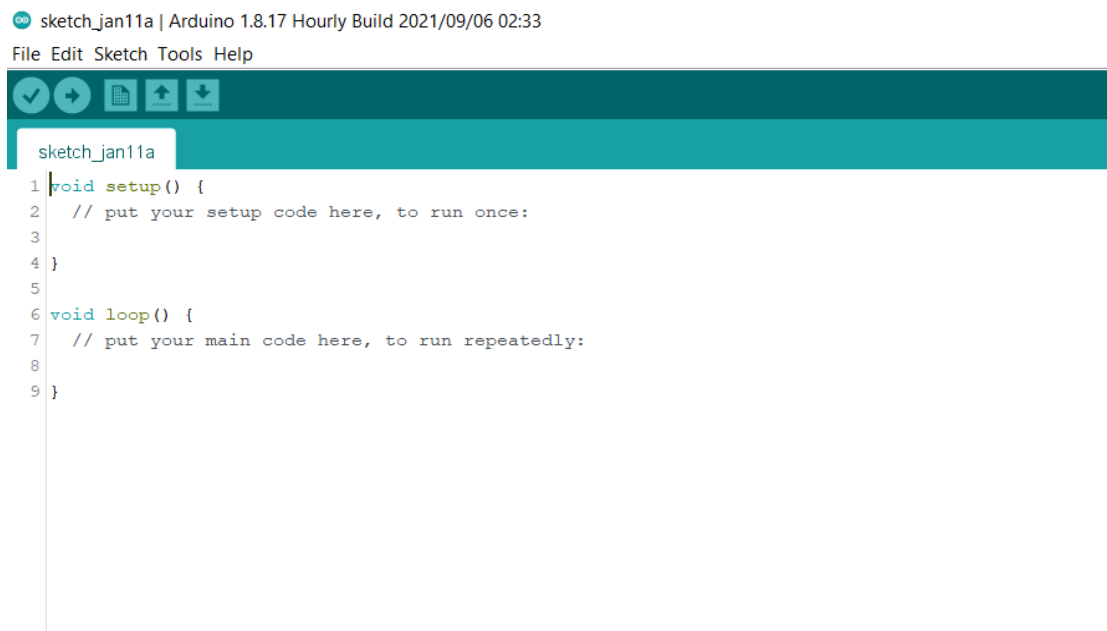 sketch_jan11a | Arduino 1.8.17 Hourly Build 2021/09/06 02:33
File Edit Sketch Tools Help
sketch_jan11a
1 void setup() {
2 // put your setup code here, to run once:
3
4 }
5
6 void loop() {
7 // put your main code here, to run repeatedly:
8
9 }